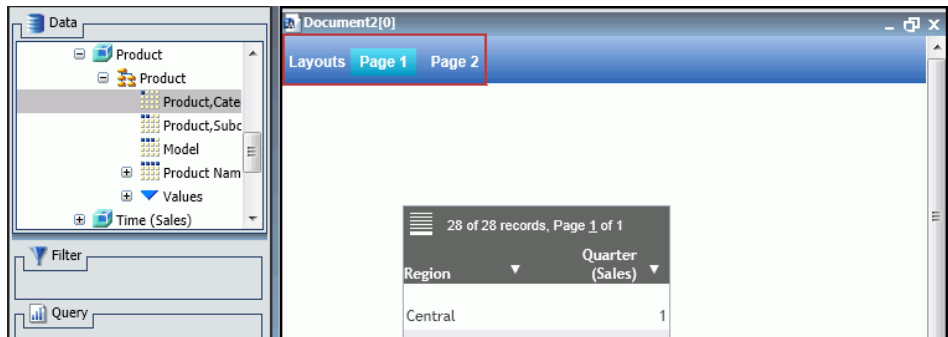 Data
Product
Product
Product,Cate
Product,Subc
Model
Product Nam
Values
Time (Sales)
Filter
Query
Document2[0]
Layouts Page 1 Page 2
28 of 28 records, Page 1 of 1
Region Quarter (Sales)
Central 1